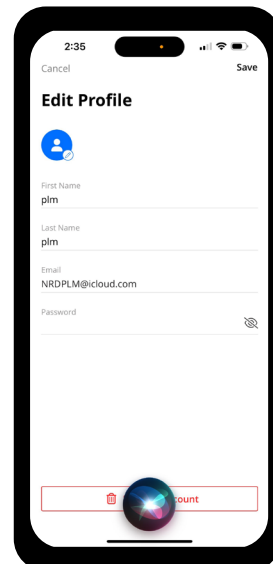 2:35
Cancel Save
Edit Profile
First Name
plm
Last Name
plm
Email
NRDPLM@icloud.com
Password
count